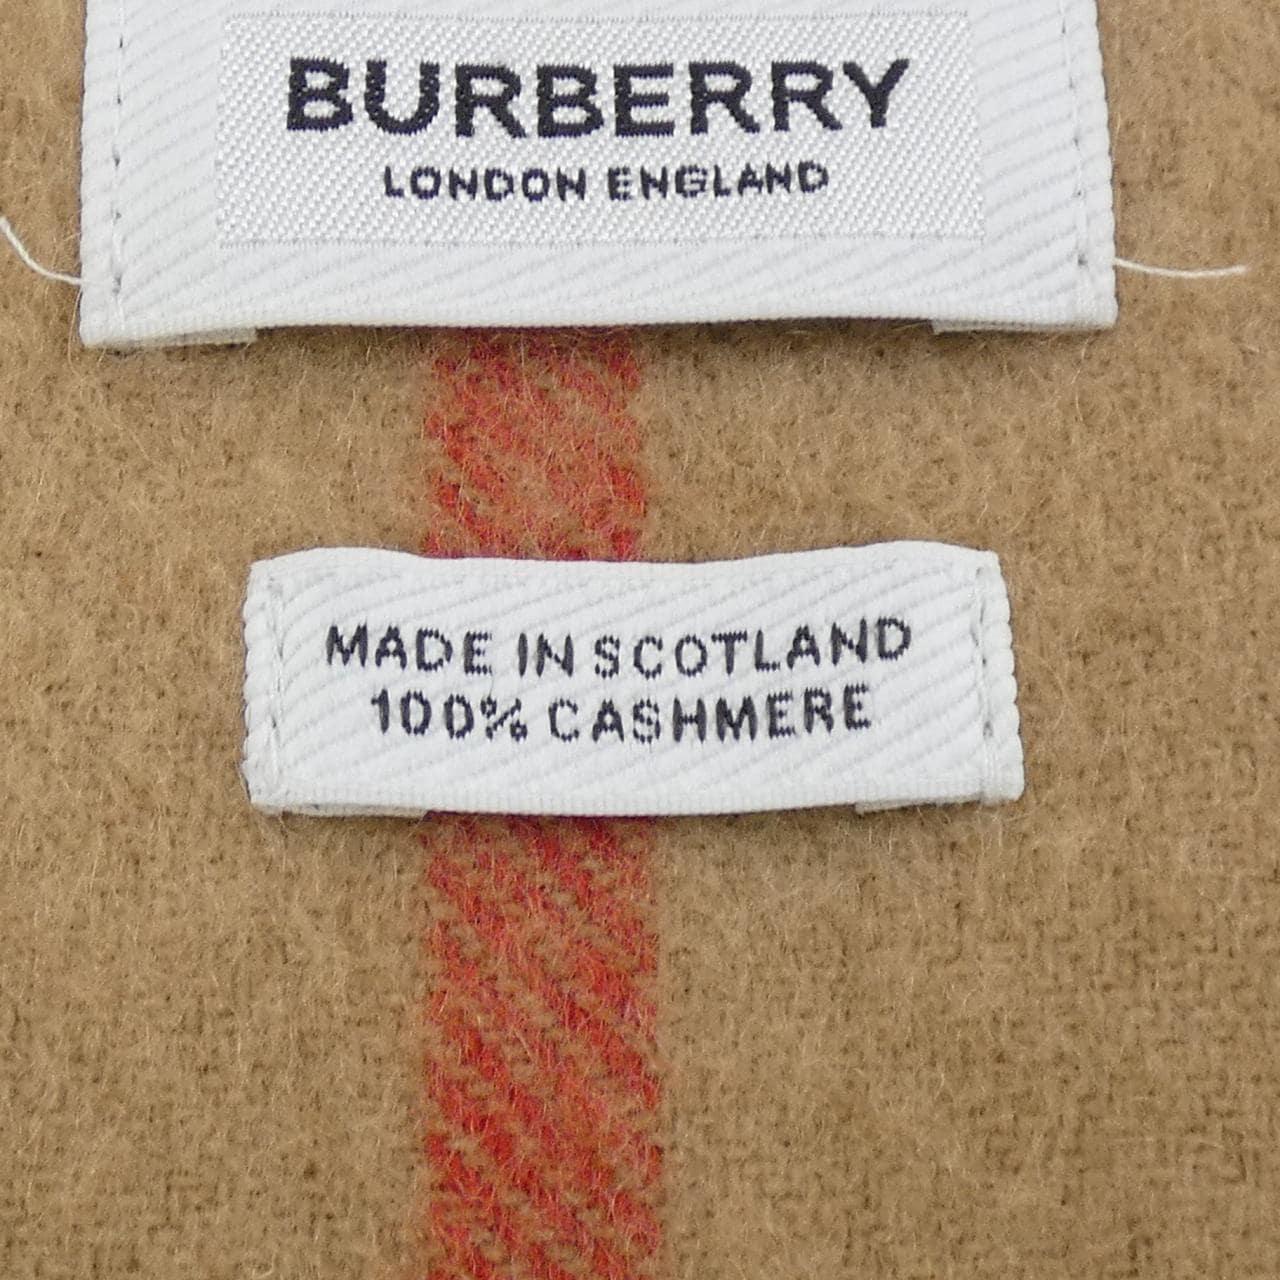 BURBERRY
LONDON ENGLAND
MADE IN SCOTLAND
100% CASHMERE